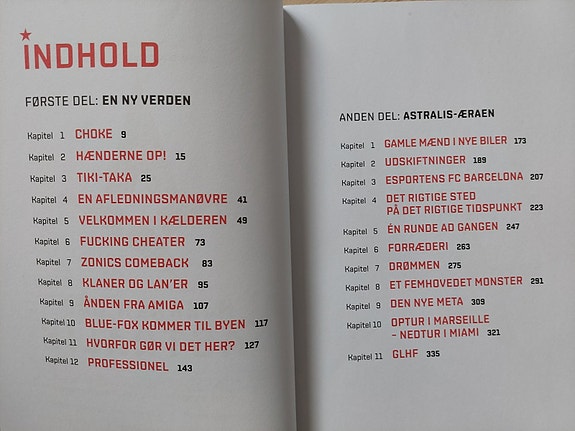 INDHOLD
FØRSTE DEL: EN NY VERDEN
Kapitel 1 CHOKE 9
Kapitel 2 HÆNDERNE OP! 15
Kapitel 3 TIKI-TAKA 25
Kapitel 4 EN AFLEDNINGSMANØVRE 41
Kapitel 5 VELKOMMEN I KÆLDEREN 49
Kapitel 6 FUCKING CHEATER 73
Kapitel 7 ZONICS COMEBACK 83
Kapitel 8 KLANER OG LAN'ER 95
Kapitel 9 ÅNDEN FRA AMIGA 107
Kapitel 10 BLUE-FOX KOMMER TIL BYEN 117
Kapitel 11 HVORFOR GØR VI DET HER? 127
Kapitel 12 PROFESSIONEL 143
ANDEN DEL: ASTRALIS-ÆRAEN
Kapitel 1 GAMLE MÆND I NYE BILER 173
Kapitel 2 UDSKIFTNINGER 189
Kapitel 3 ESPORTENS FC BARCELONA 207
Kapitel 4 DET RIGTIGE STED
PÅ DET RIGTIGE TIDSPUNKT 223
Kapitel 5 ÉN RUNDE AD GANGEN 247
Kapitel 6 FORRÆDERI 263
Kapitel 7 DRØMMEN 275
Kapitel 8 ET FEMHOVEDET MONSTER 291
Kapitel 9 DEN NYE META 309
Kapitel 10 OPTUR I MARSEILLE
– NEDTUR I MIAMI 321
Kapitel 11 GLHF 335